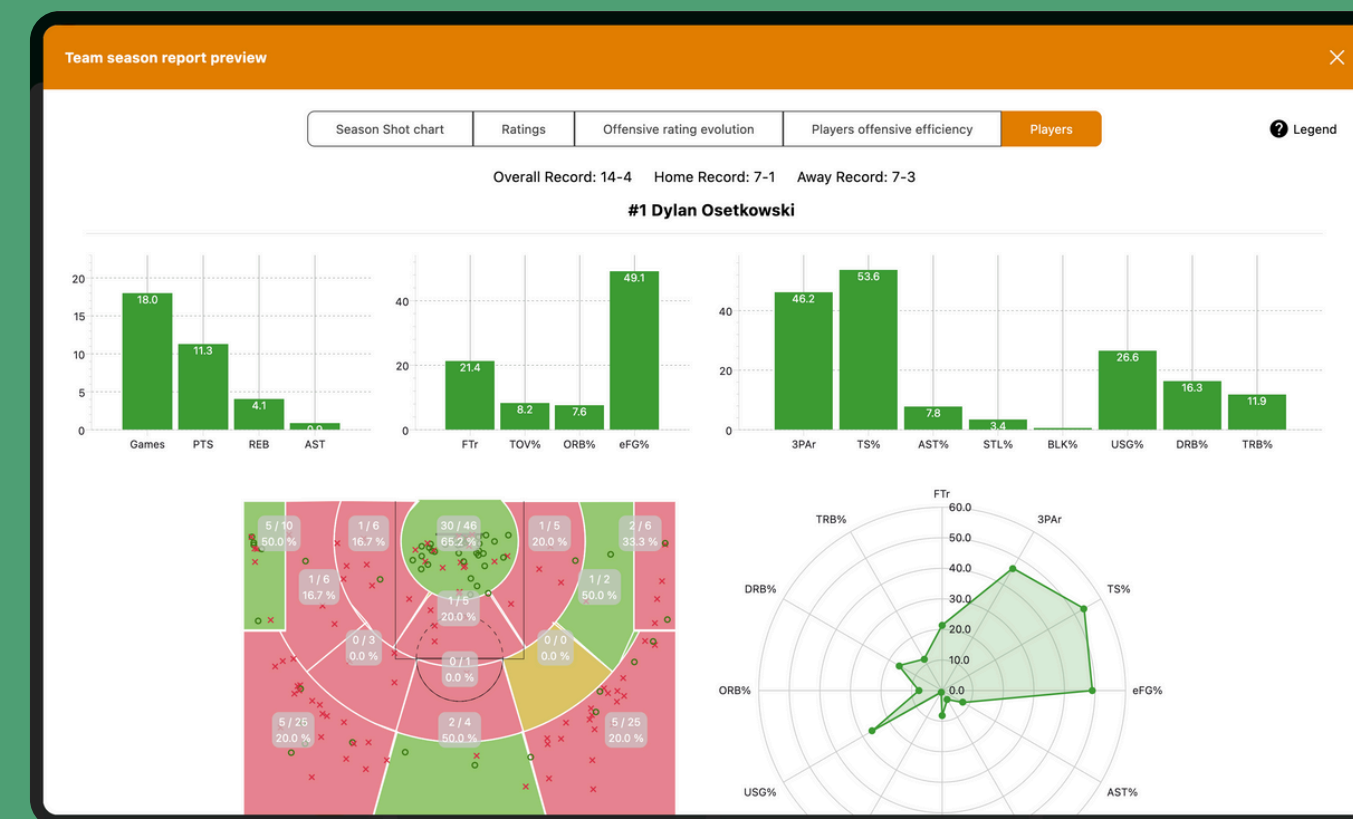 Team season report preview
Season Shot chart
Ratings
Offensive rating evolution
Players offensive efficiency
Players
Legend
Overall Record: 14-4 Home Record: 7-1 Away Record: 7-3
#1 Dylan Osetkowski
20
15
10
5
0
18.0
11.3
4.1
Games PTS REB AST
40
20
0
21.4
8.2
7.6
49.1
FTr TOV% ORB% eFG%
40
20
0
46.2
53.6
7.8
3.4
26.6
16.3
11.9
3PAr TS% AST% STL% BLK% USG% DRB% TRB%
5 / 10
50.0 %
1 / 6
16.7 %
30 / 46
65.2 %
1 / 5
20.0 %
2 / 6
33.3 %
1 / 6
16.7 %
1 / 5
20.0 %
1 / 2
50.0 %
0 / 3
0.0 %
0 / 1
0.0 %
0 / 0
0.0 %
5 / 25
20.0 %
2 / 4
50.0 %
5 / 25
20.0 %
FTr
60.0
50.0
40.0
30.0
20.0
10.0
0.0
TRB%
3PAr
DRB%
TS%
ORB%
eFG%
USG%
AST%